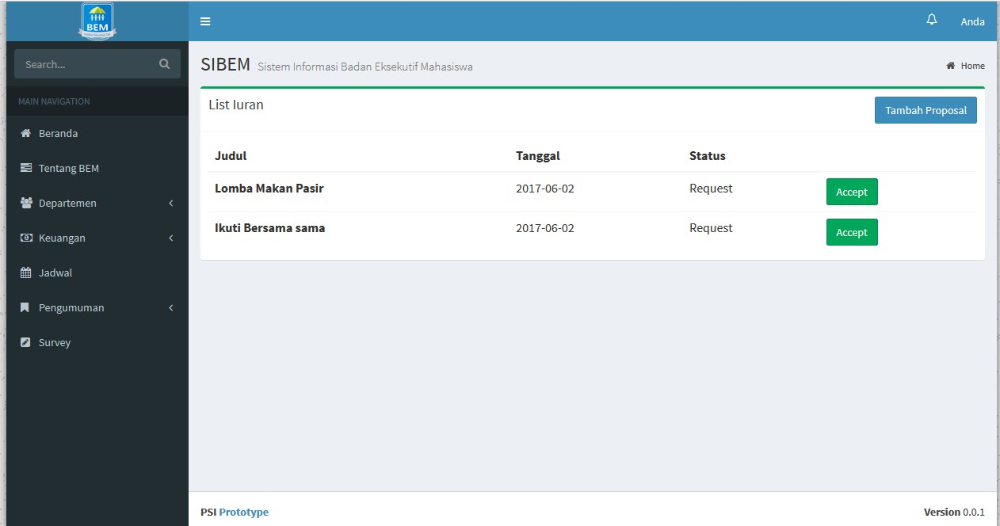 BEM
Anda
Search...
SIBEM Sistem Informasi Badan Eksekutif Mahasiswa
Home
MAIN NAVIGATION
Beranda
Tentang BEM
Departemen
Keuangan
Jadwal
Pengumuman
Survey
List Iuran
Tambah Proposal
Judul Tanggal Status
Lomba Makan Pasir 2017-06-02 Request Accept
Ikuti Bersama sama 2017-06-02 Request Accept
PSI Prototype
Version 0.0.1